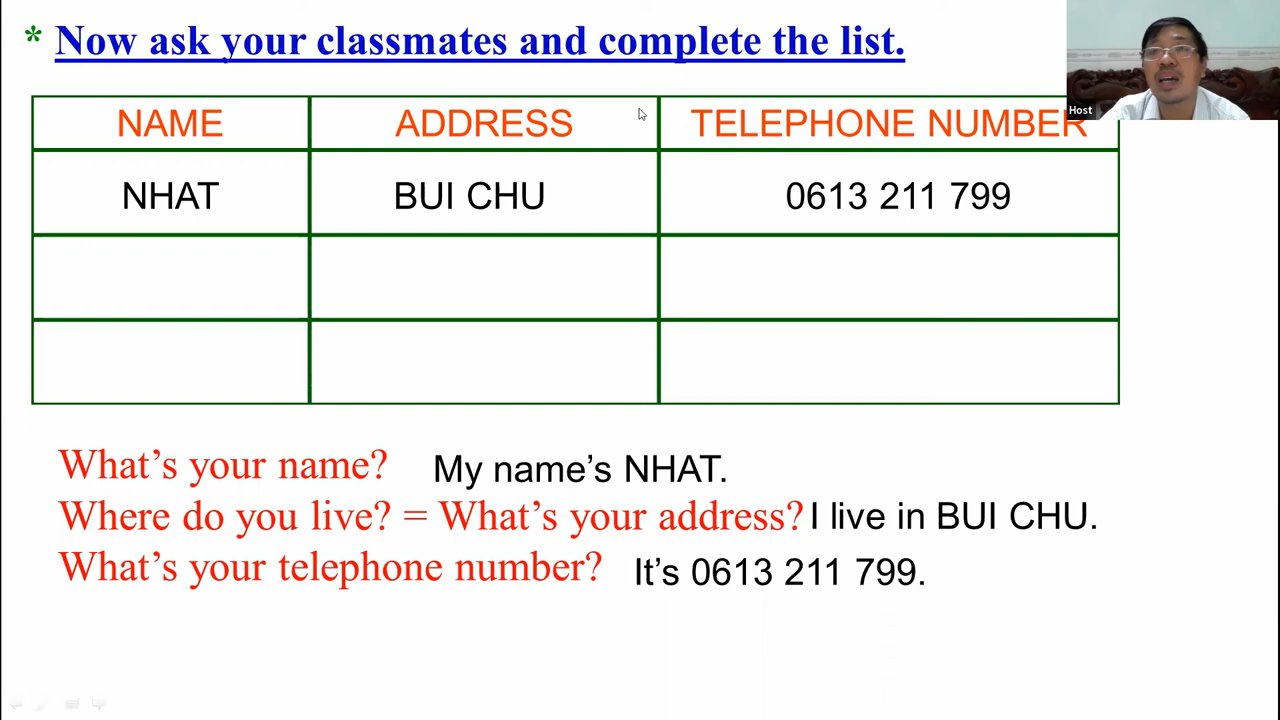 * Now ask your classmates and complete the list.
Host
NAME ADDRESS TELEPHONE NUMBER
NHAT BUI CHU 0613 211 799
What’s your name? My name’s NHAT.
Where do you live? = What’s your address? I live in BUI CHU.
What’s your telephone number? It’s 0613 211 799.